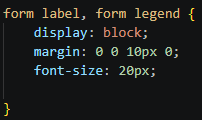 form label, form legend {
    display: block;
    margin: 0 0 10px 0;
    font-size: 20px;
}